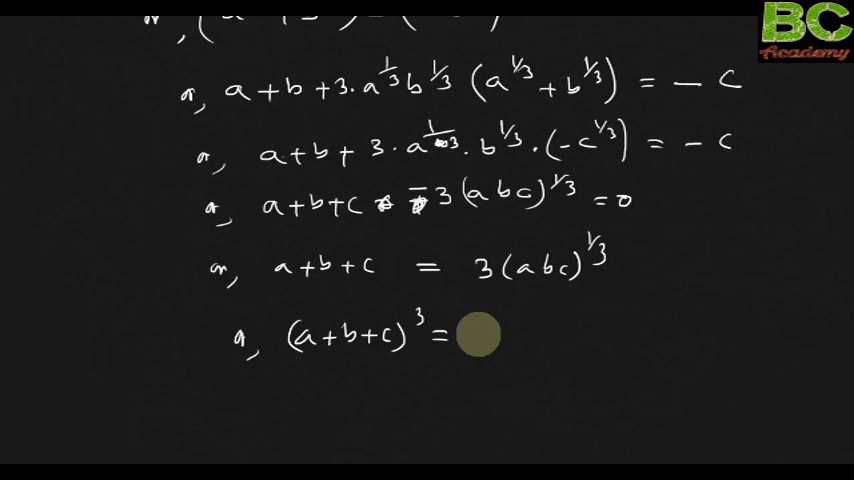 BC
Academy
or, a + b + 3. a^{1/3} b^{1/3} (a^{1/3} + b^{1/3}) = - c
or, a + b + 3 · a^{1/3} · b^{1/3} · (-c^{1/3}) = - c
or, a + b + c - 3 (abc)^{1/3} = 0
or, a + b + c = 3 (abc)^{1/3}
or, (a + b + c)^3 =